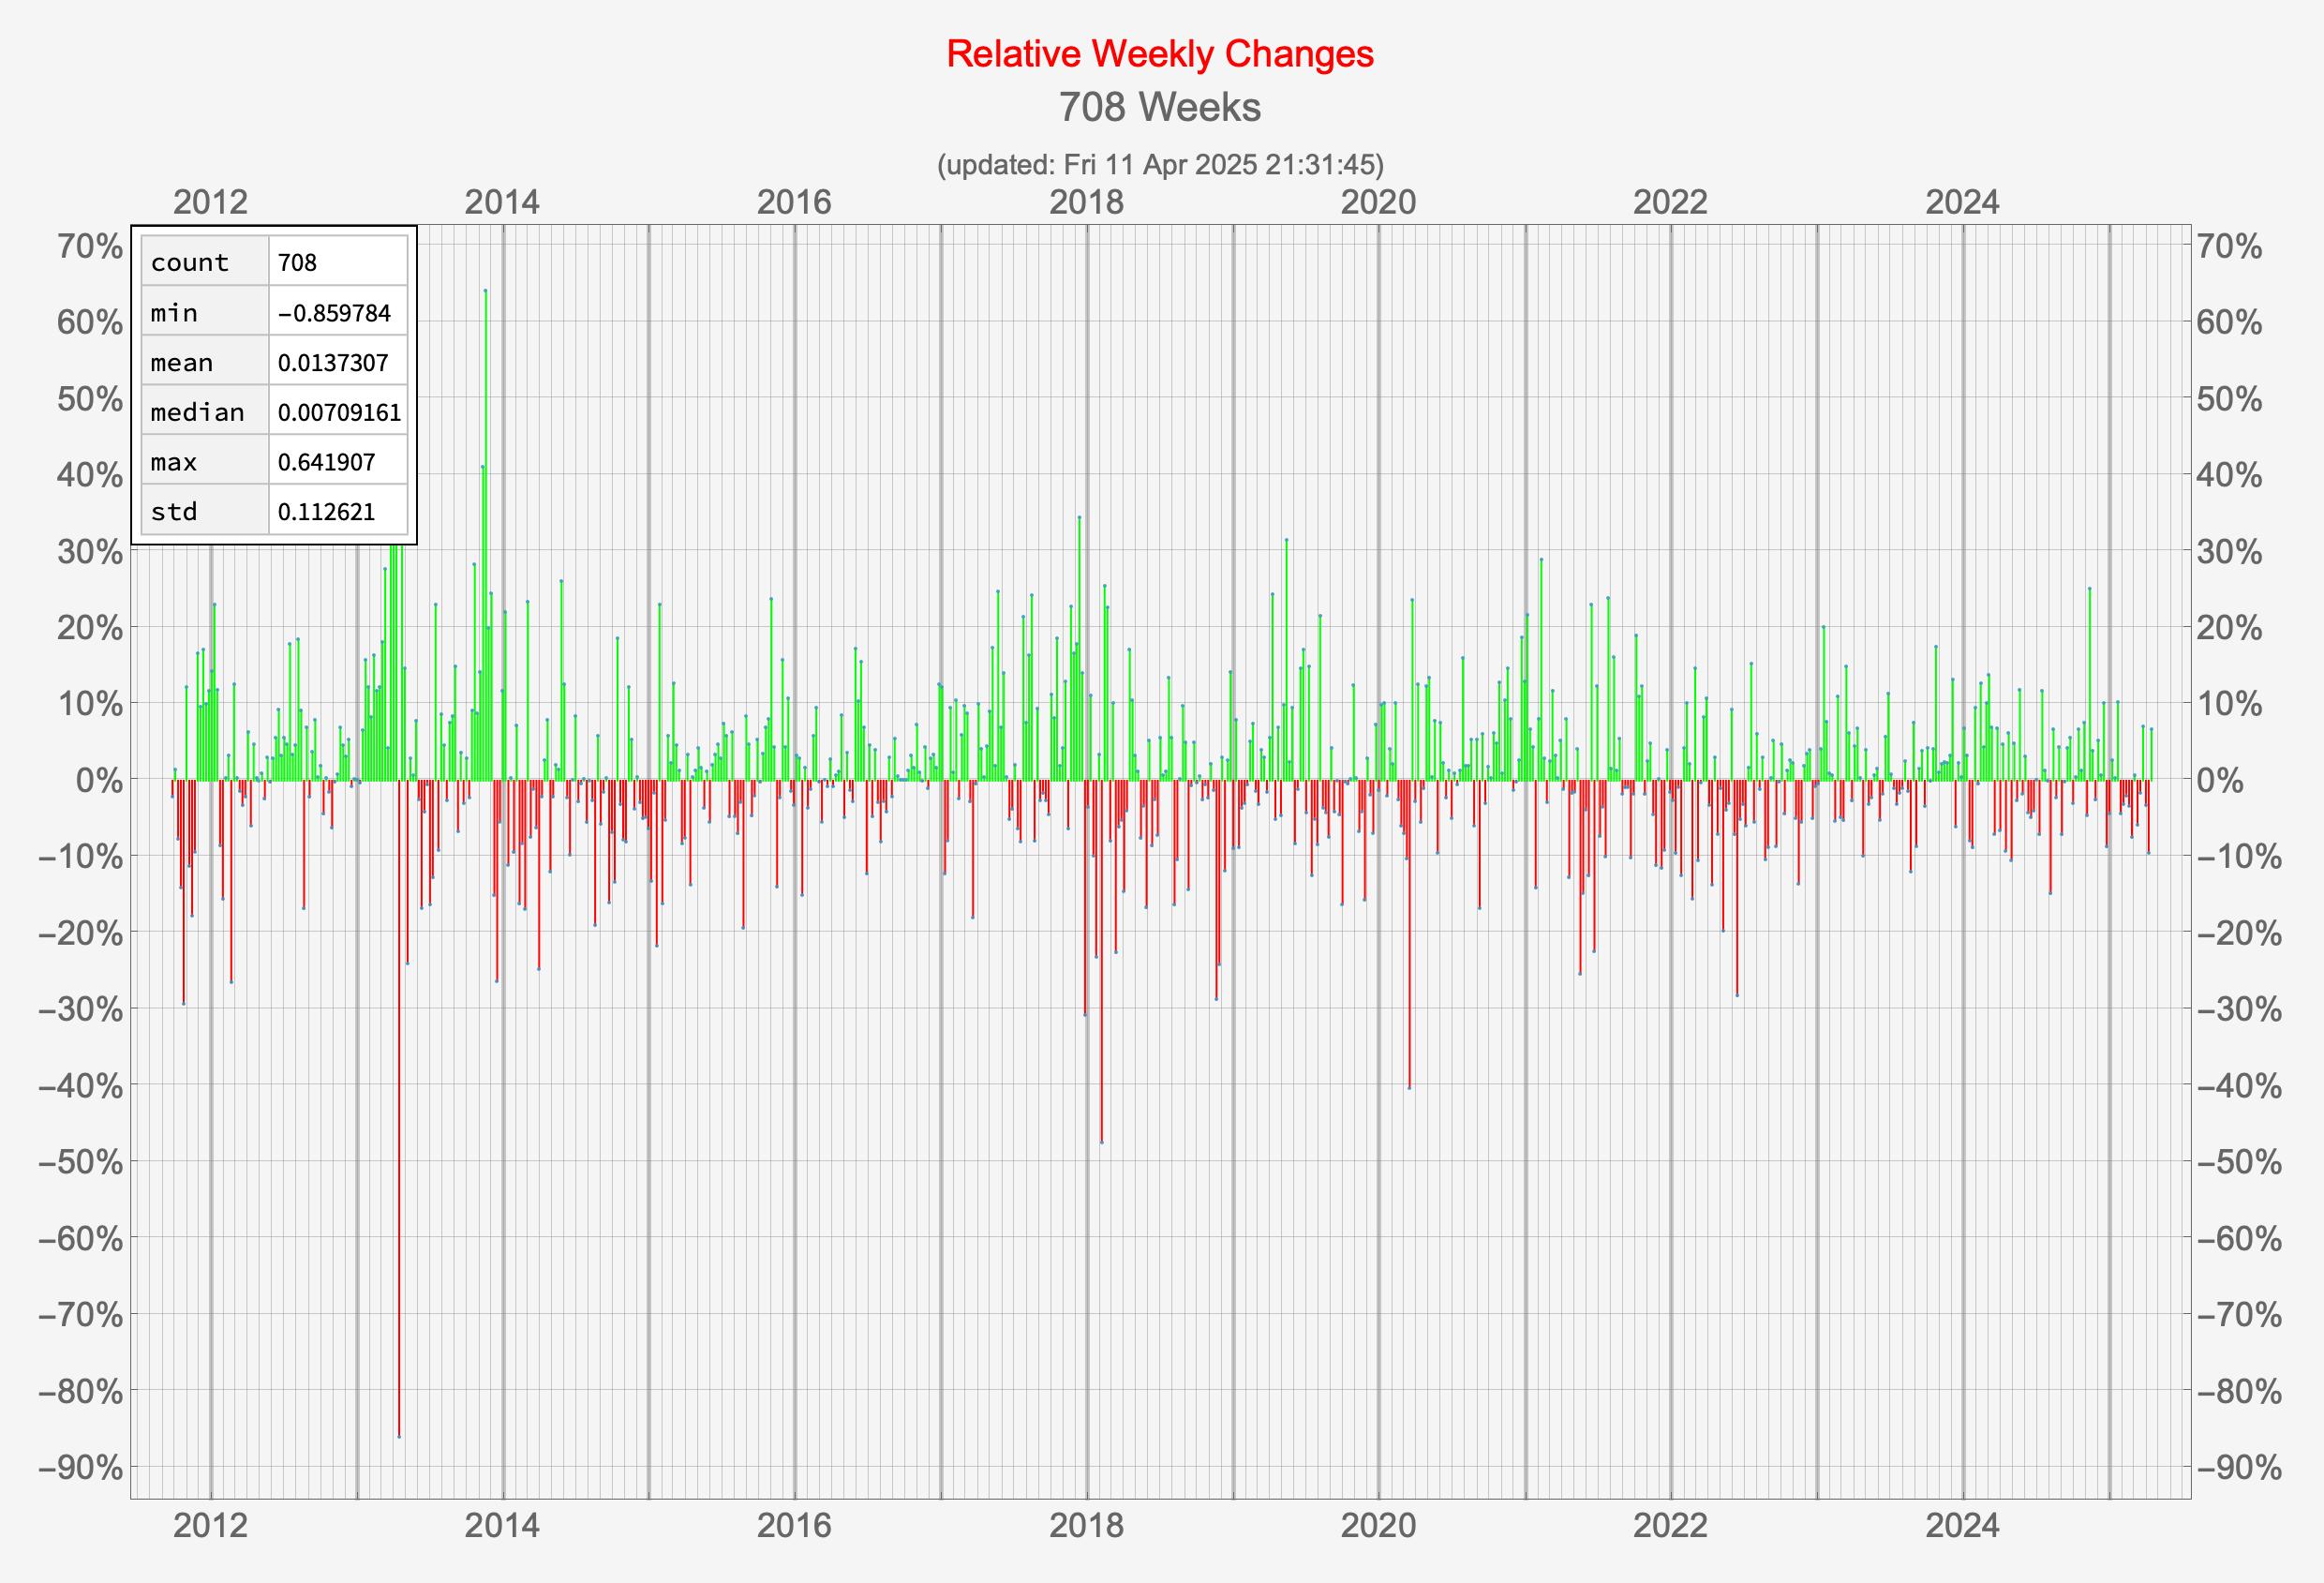 Relative Weekly Changes
708 Weeks
(updated: Fri 11 Apr 2025 21:31:45)
2012 2014 2016 2018 2020 2022 2024
count 708
min −0.859784
mean 0.0137307
median 0.00709161
max 0.641907
std 0.112621
70% 70%
60% 60%
50% 50%
40% 40%
30% 30%
20% 20%
10% 10%
0% 0%
−10% −10%
−20% −20%
−30% −30%
−40% −40%
−50% −50%
−60% −60%
−70% −70%
−80% −80%
−90% −90%
2012 2014 2016 2018 2020 2022 2024